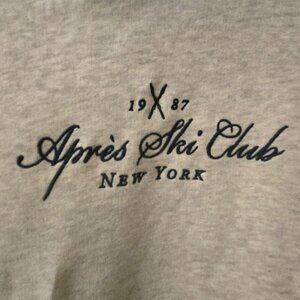 19 87
Après Ski Club
NEW YORK